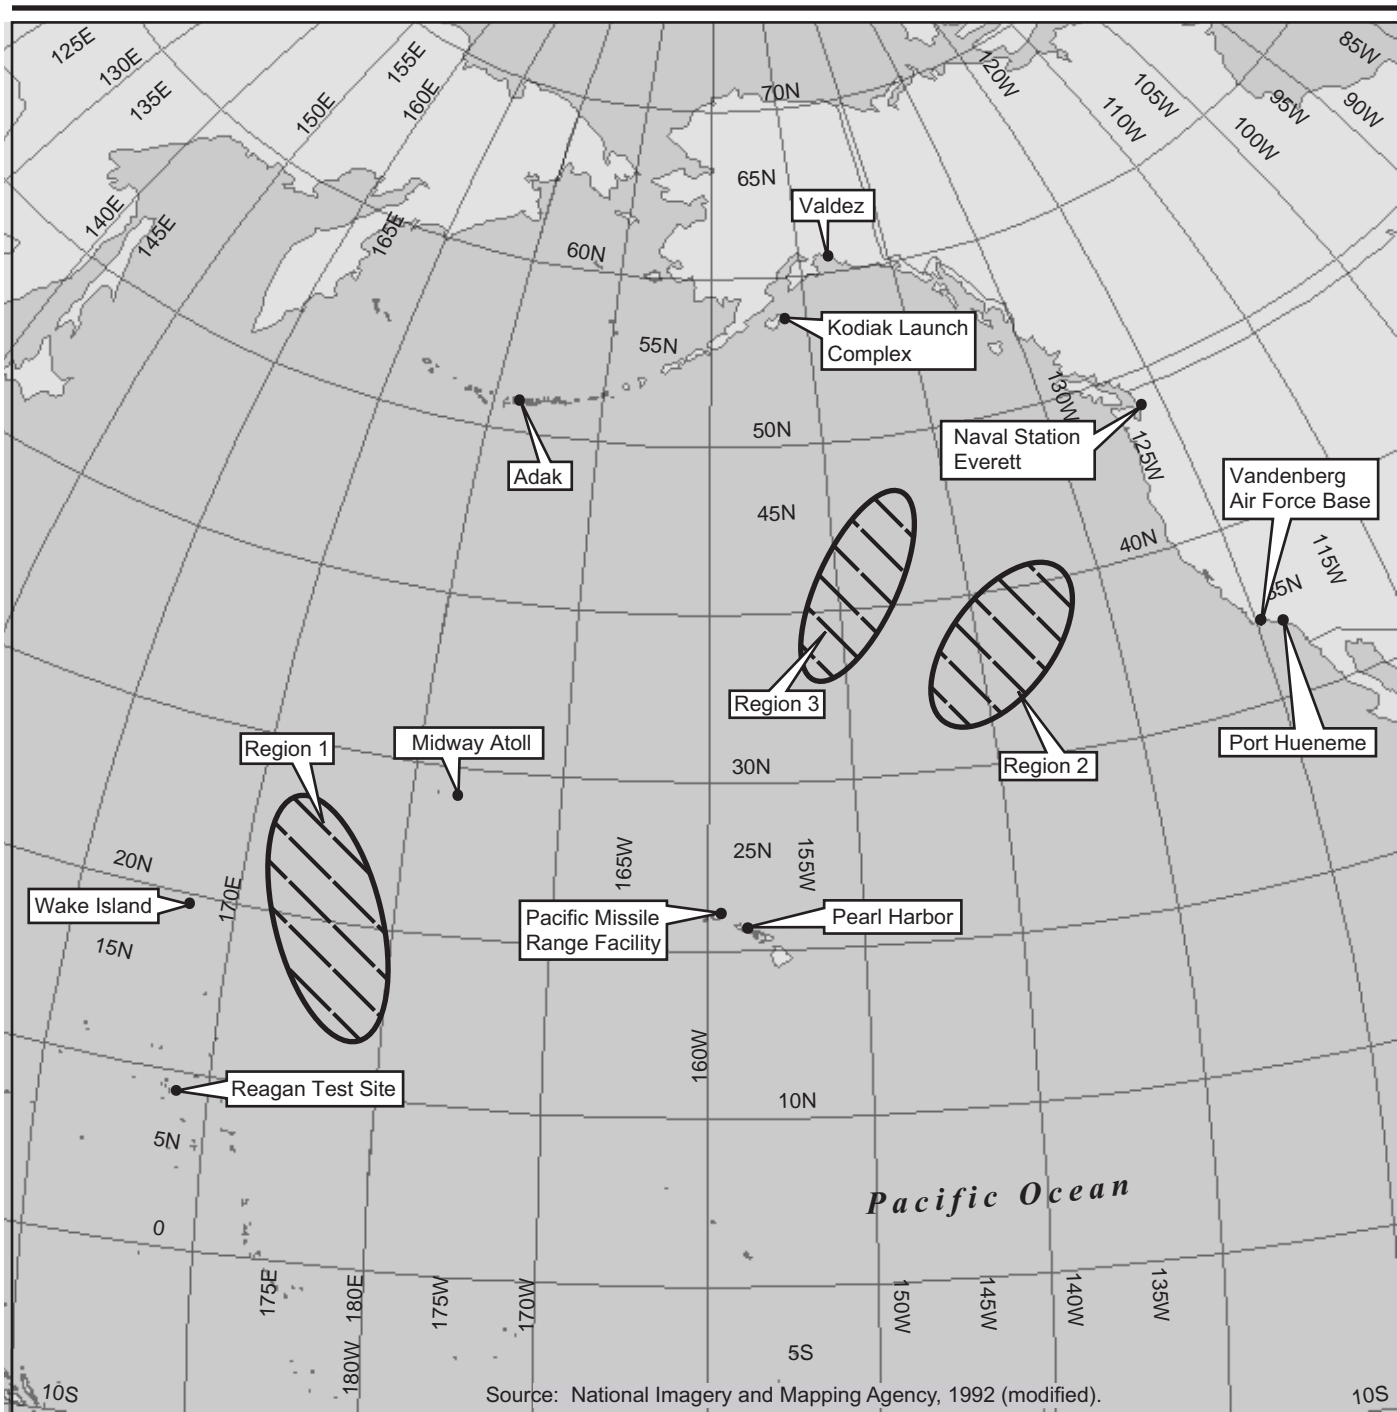 125E
130E
135E
155E
150E
160E
70N
120W
85W
105W
110W
95W
90W
100W
65N
140E
145E
165E
60N
Valdez
Kodiak Launch
Complex
55N
130W
50N
Naval Station
Everett
125W
Adak
Vandenberg
Air Force Base
45N
40N
115W
35N
Region 3
Region 1
Midway Atoll
Port Hueneme
30N
Region 2
20N
165W
25N
155W
Wake Island
170E
Pacific Missile
Range Facility
Pearl Harbor
15N
160W
Reagan Test Site
10N
5N
Pacific Ocean
0
175E
180E
175W
170W
150W
145W
140W
135W
180W
5S
10S
Source: National Imagery and Mapping Agency, 1992 (modified).
10S